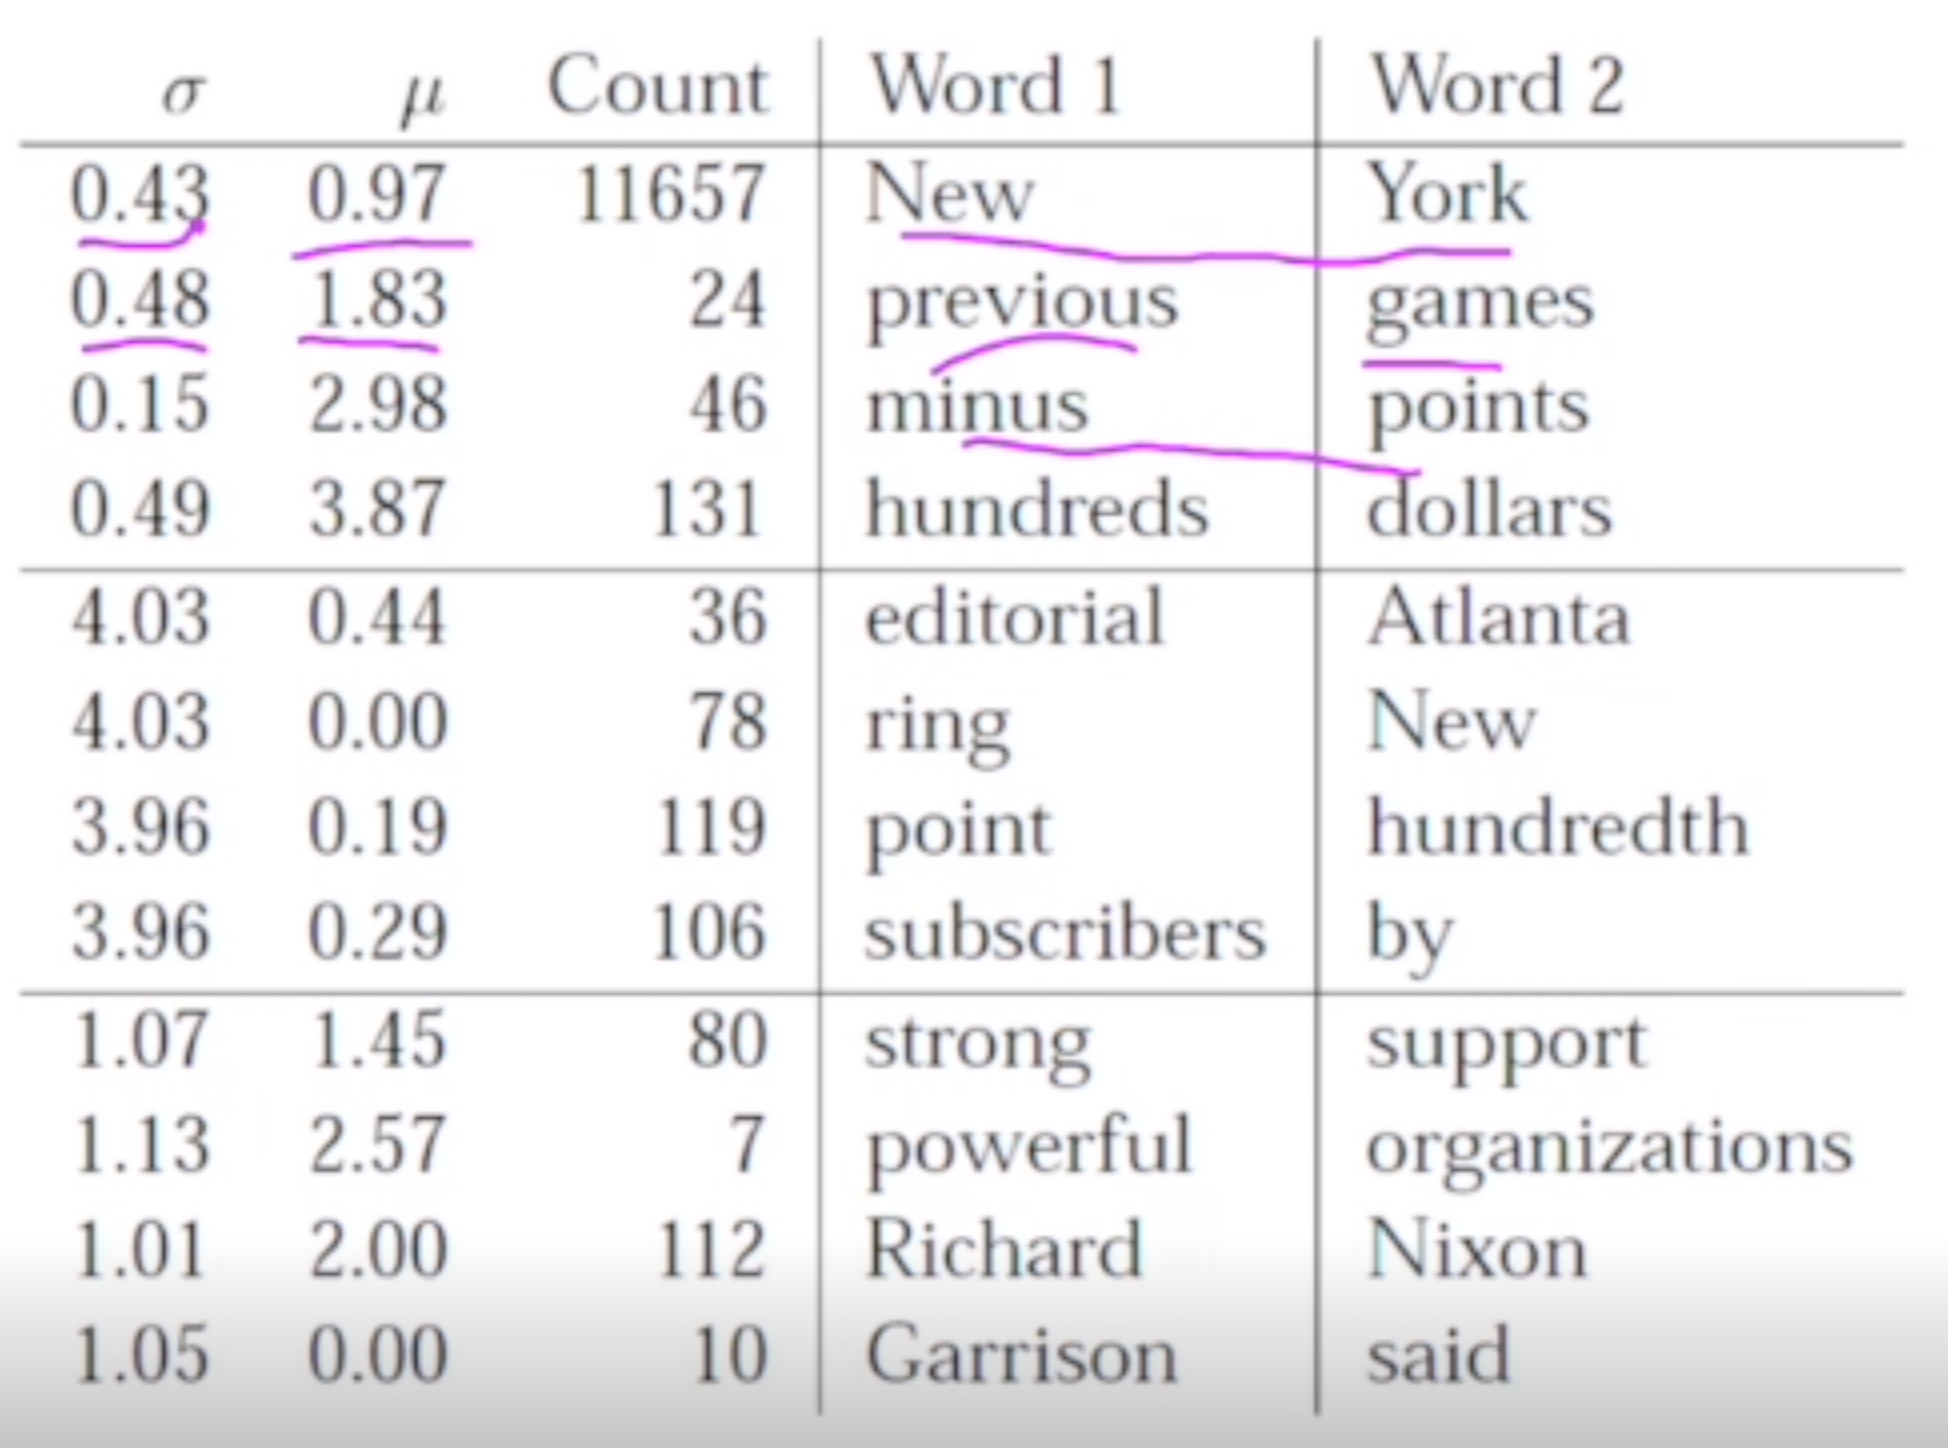 σ μ Count Word 1 Word 2
0.43 0.97 11657 New York
0.48 1.83 24 previous games
0.15 2.98 46 minus points
0.49 3.87 131 hundreds dollars
4.03 0.44 36 editorial Atlanta
4.03 0.00 78 ring New
3.96 0.19 119 point hundredth
3.96 0.29 106 subscribers by
1.07 1.45 80 strong support
1.13 2.57 7 powerful organizations
1.01 2.00 112 Richard Nixon
1.05 0.00 10 Garrison said